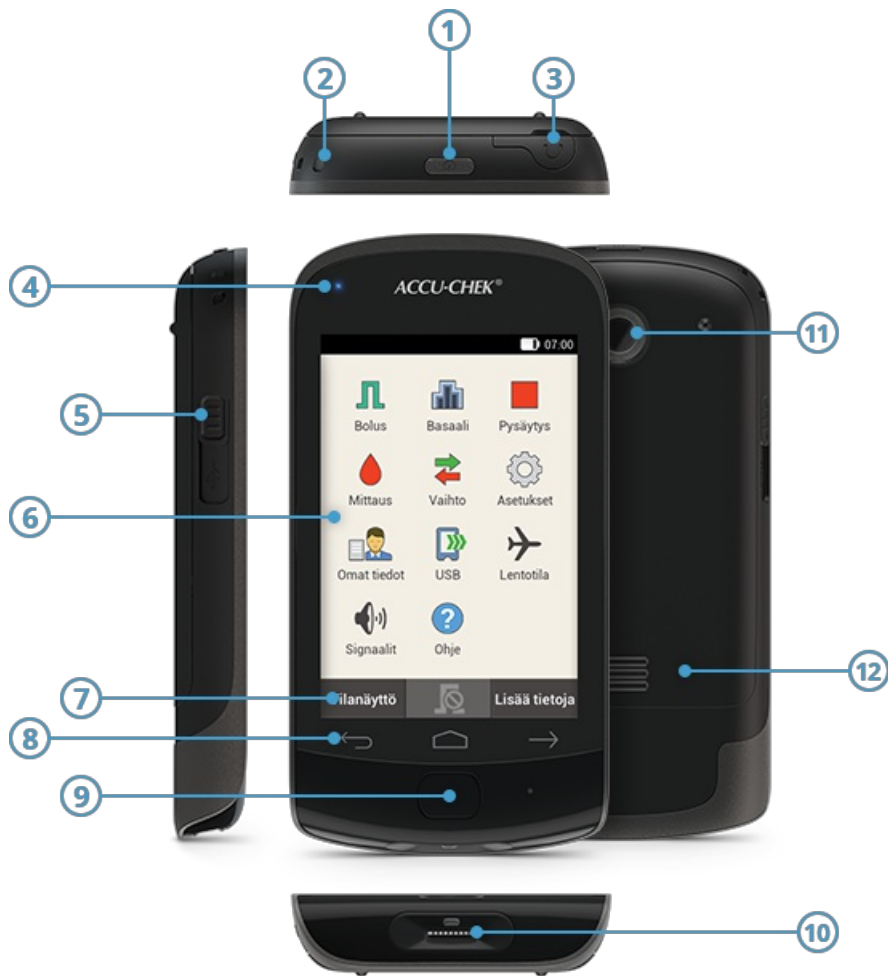 1
2
3
4
ACCU-CHEK®
07:00
11
5
Bolus
Basaali
Pysäytys
Mittaus
Vaihto
Asetukset
6
Omat tiedot
USB
Lentotila
Signaalit
Ohje
12
7
ilanäyttö
Lisää tietoja
8
9
10